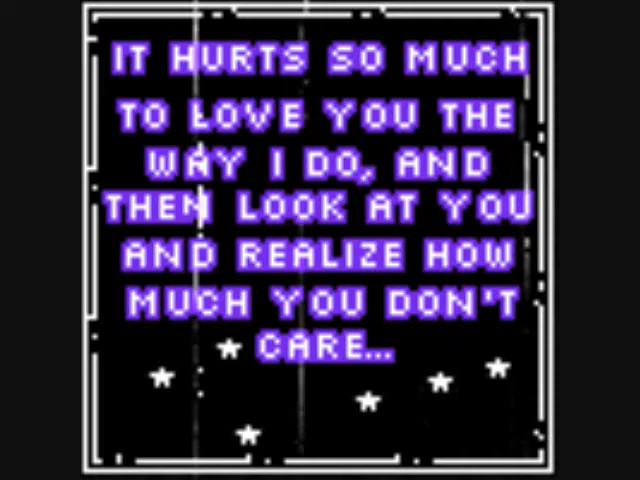 IT HURTS SO MUCH
TO LOVE YOU THE
WAY I DO, AND
THEN LOOK AT YOU
AND REALIZE HOW
MUCH YOU DON'T
CARE...